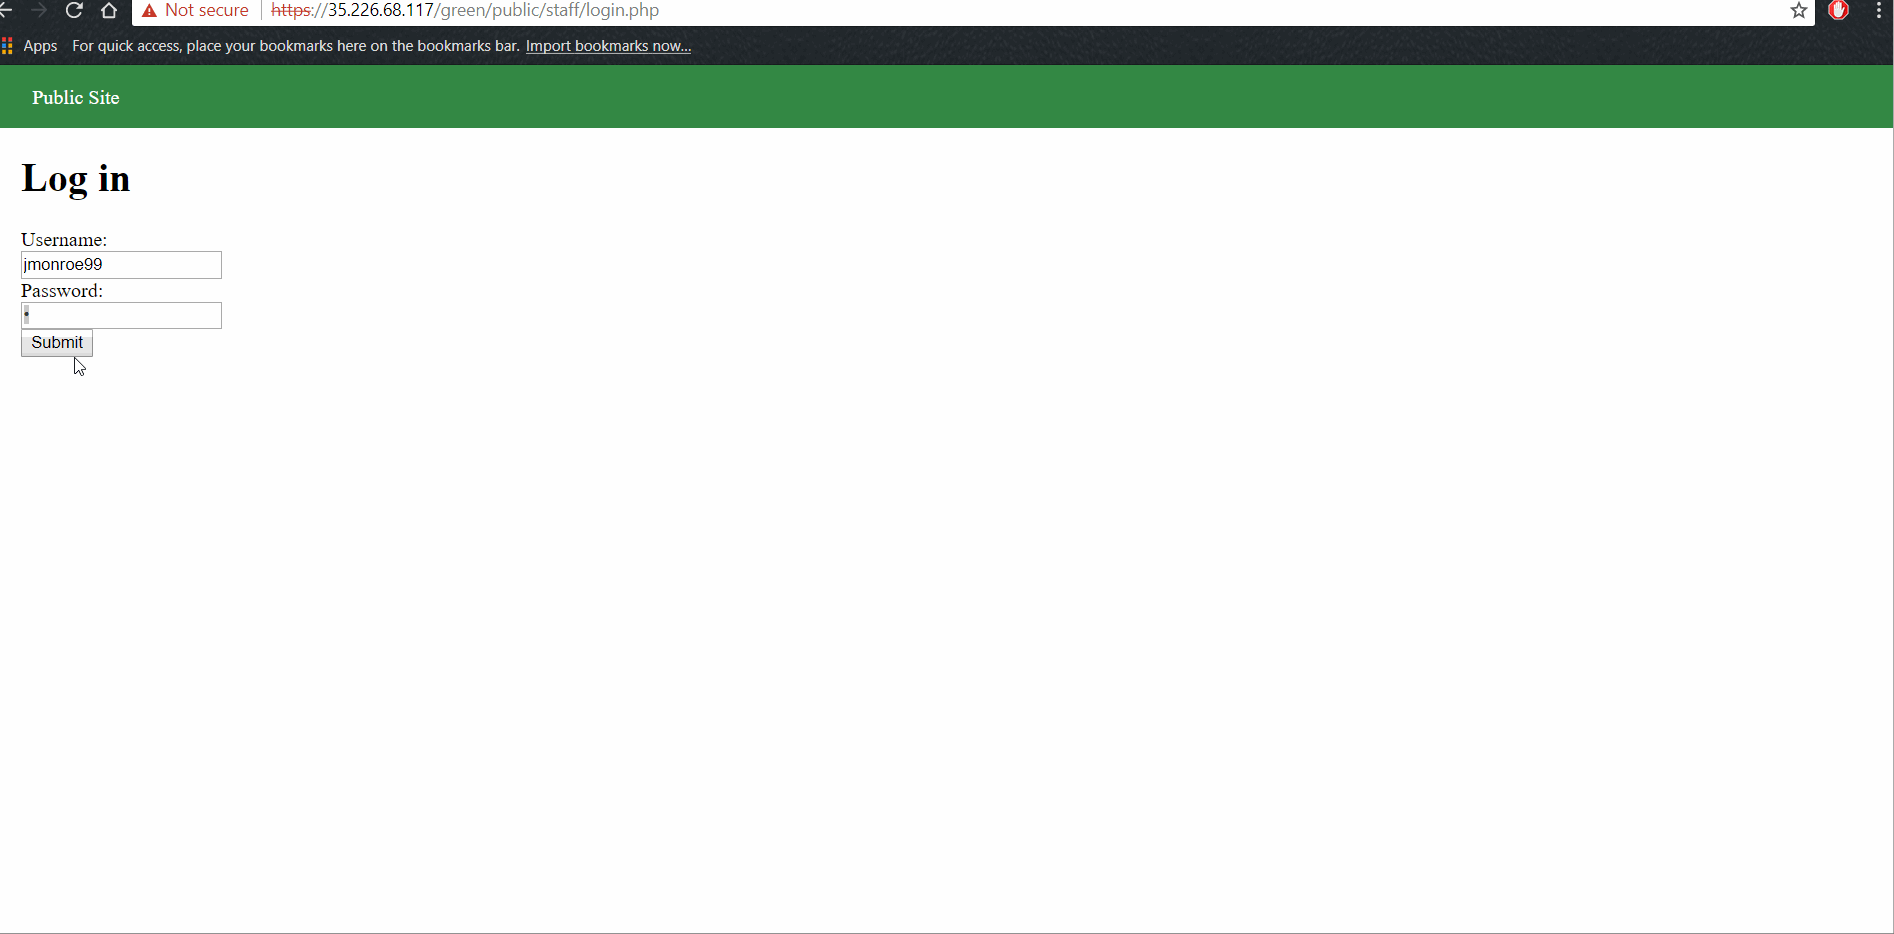 Not secure https://35.226.68.117/green/public/staff/login.php
Apps For quick access, place your bookmarks here on the bookmarks bar. Import bookmarks now...
Public Site
Log in
Username:
jmonroe99
Password:
•
Submit